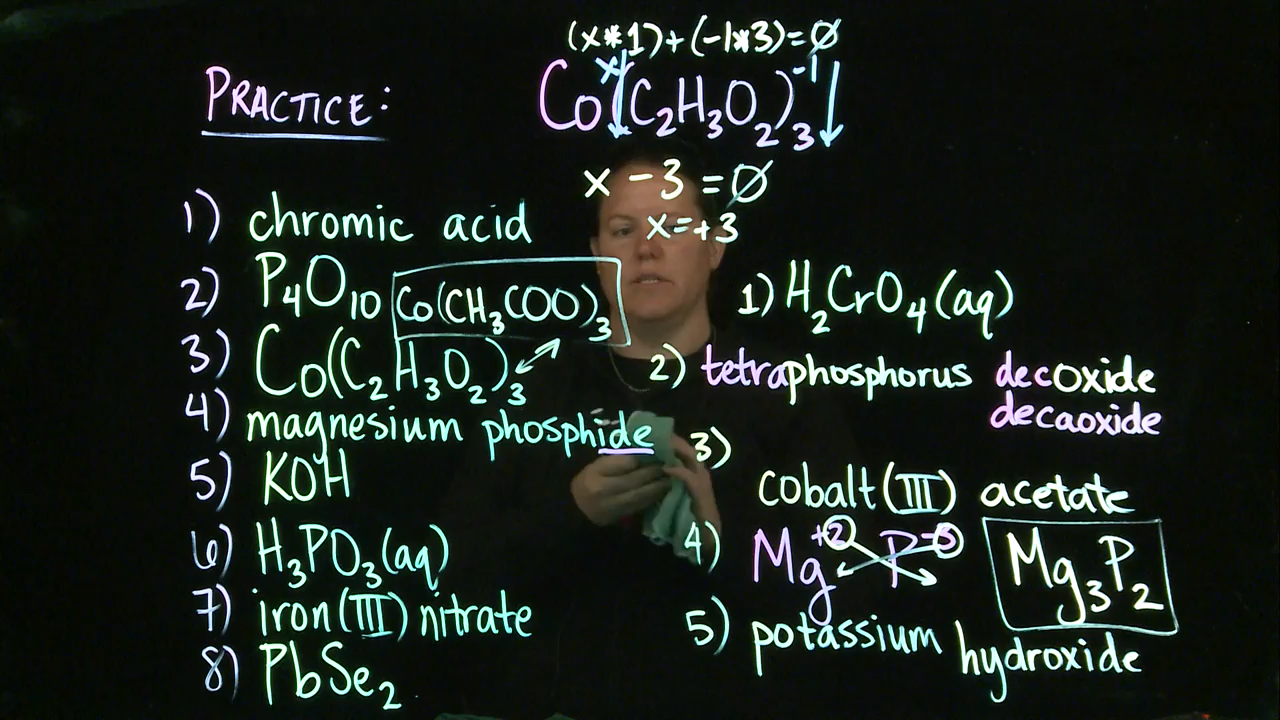 (x*1)+(-1*3)=∅
PRACTICE:
Co^x(C₂H₃O₂)₃^-1
x - 3 = ∅
x=+3
1) chromic acid
2) P₄O₁₀
Co(CH₃COO)₃
3) Co(C₂H₃O₂)₃
4) magnesium phosphide
5) KOH
6) H₃PO₃(aq)
7) iron(III) nitrate
8) PbSe₂
1) H₂CrO₄(aq)
2) tetraphosphorus decoxide
decaoxide
3)
cobalt(III) acetate
4) Mg+2 P-3 Mg₃P₂
5) potassium hydroxide